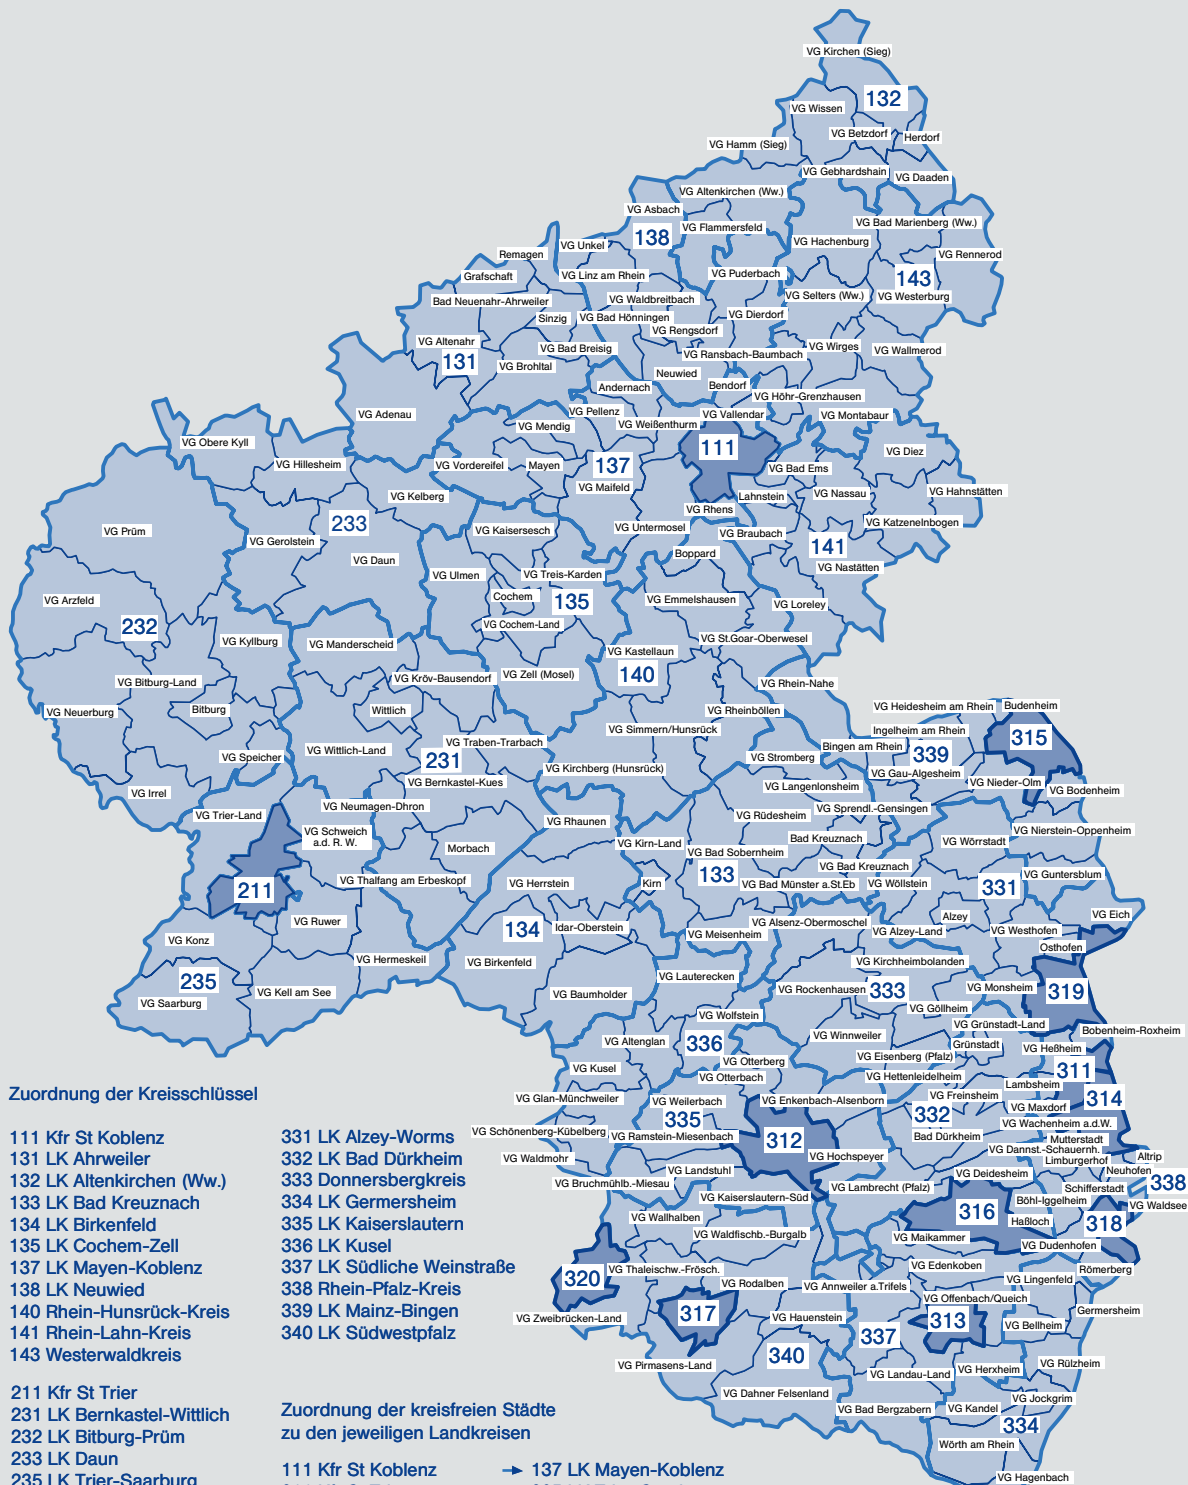 VG Kirchen (Sieg)
132
VG Wissen
VG Betzdorf
Herdorf
VG Hamm (Sieg)
VG Gebhardshain
VG Daaden
VG Altenkirchen (Ww.)
VG Asbach
VG Flammersfeld
VG Bad Marienberg (Ww.)
138
VG Unkel
VG Hachenburg
Remagen
VG Rennerod
Grafschaft
VG Linz am Rhein
VG Puderbach
143
Bad Neuenahr-Ahrweiler
VG Waldbreitbach
VG Selters (Ww.)
VG Westerburg
Sinzig
VG Bad Hönningen
VG Dierdorf
VG Rengsdorf
VG Altenahr
VG Bad Breisig
VG Ransbach-Baumbach
VG Wirges
VG Wallmerod
131
VG Brohltal
Neuwied
Andernach
Bendorf
VG Höhr-Grenzhausen
VG Adenau
VG Pellenz
VG Vallendar
VG Montabaur
VG Mendig
VG Weißenthurm
VG Obere Kyll
111
VG Diez
VG Hillesheim
VG Vordereifel
Mayen
137
VG Bad Ems
VG Maifeld
VG Kelberg
Lahnstein
VG Nassau
VG Hahnstätten
VG Rhens
233
VG Prüm
VG Kaisersesch
VG Untermosel
VG Braubach
VG Katzenelnbogen
VG Gerolstein
141
VG Daun
Boppard
VG Nastätten
VG Ulmen
VG Treis-Karden
VG Arzfeld
Cochem
135
VG Emmelshausen
VG Loreley
232
VG Cochem-Land
VG Kyllburg
VG Manderscheid
VG St.Goar-Oberwesel
VG Kastellaun
VG Bitburg-Land
VG Kröv-Bausendorf
VG Zell (Mosel)
140
VG Rhein-Nahe
VG Neuerburg
Bitburg
Wittlich
VG Rheinböllen
VG Heidesheim am Rhein
Budenheim
VG Simmern/Hunsrück
Ingelheim am Rhein
315
VG Speicher
VG Wittlich-Land
VG Traben-Trarbach
Bingen am Rhein
339
231
VG Stromberg
VG Kirchberg (Hunsrück)
VG Gau-Algesheim
VG Bernkastel-Kues
VG Langenlonsheim
VG Nieder-Olm
VG Bodenheim
VG Irrel
VG Neumagen-Dhron
VG Sprendl.-Gensingen
VG Trier-Land
VG Rhaunen
VG Rüdesheim
VG Nierstein-Oppenheim
VG Schweich
a.d. R. W.
Morbach
VG Kirn-Land
Bad Kreuznach
VG Wörrstadt
VG Bad Sobernheim
VG Bad Kreuznach
VG Guntersblum
133
VG Thalfang am Erbeskopf
VG Herrstein
Kirn
VG Bad Münster a.St.Eb
VG Wöllstein
331
211
VG Ruwer
Alzey
VG Eich
134
Idar-Oberstein
VG Alsenz-Obermoschel
VG Meisenheim
VG Alzey-Land
VG Westhofen
VG Konz
Osthofen
VG Hermeskeil
VG Birkenfeld
VG Kirchheimbolanden
235
VG Lauterecken
VG Saarburg
VG Kell am See
VG Baumholder
VG Rockenhausen
333
VG Monsheim
319
VG Göllheim
VG Wolfstein
VG Grünstadt-Land
Bobenheim-Roxheim
VG Altenglan
336
VG Winnweiler
Grünstadt
VG Heßheim
VG Eisenberg (Pfalz)
VG Otterberg
311
VG Kusel
VG Otterbach
VG Hettenleidelheim
Lambsheim
VG Glan-Münchweiler
VG Weilerbach
VG Enkenbach-Alsenborn
VG Freinsheim
314
335
332
VG Maxdorf
VG Wachenheim a.d.W.
VG Schönenberg-Kübelberg
VG Ramstein-Miesenbach
312
Bad Dürkheim
Mutterstadt
VG Dannst.-Schauernh.
VG Waldmohr
VG Hochspeyer
Limburgerhof
Altrip
VG Landstuhl
VG Deidesheim
Neuhofen
VG Bruchmühlb.-Miesau
VG Lambrecht (Pfalz)
Schifferstadt
338
VG Kaiserslautern-Süd
Böhl-Iggelheim
VG Waldsee
VG Wallhalben
316
Haßloch
318
VG Waldfischb.-Burgalb
VG Maikammer
VG Dudenhofen
VG Thaleischw.-Frösch.
VG Edenkoben
Römerberg
320
VG Rodalben
VG Annweiler a.Trifels
VG Lingenfeld
VG Offenbach/Queich
VG Zweibrücken-Land
317
VG Hauenstein
313
Germersheim
VG Bellheim
337
340
VG Pirmasens-Land
VG Landau-Land
VG Herxheim
VG Rülzheim
VG Dahner Felsenland
VG Jockgrim
VG Bad Bergzabern
VG Kandel
334
Wörth am Rhein
VG Hagenbach
Zuordnung der Kreisschlüssel
111 Kfr St Koblenz
131 LK Ahrweiler
132 LK Altenkirchen (Ww.)
133 LK Bad Kreuznach
134 LK Birkenfeld
135 LK Cochem-Zell
137 LK Mayen-Koblenz
138 LK Neuwied
140 Rhein-Hunsrück-Kreis
141 Rhein-Lahn-Kreis
143 Westerwaldkreis
211 Kfr St Trier
231 LK Bernkastel-Wittlich
232 LK Bitburg-Prüm
233 LK Daun
235 LK Trier-Saarburg
331 LK Alzey-Worms
332 LK Bad Dürkheim
333 Donnersbergkreis
334 LK Germersheim
335 LK Kaiserslautern
336 LK Kusel
337 LK Südliche Weinstraße
338 Rhein-Pfalz-Kreis
339 LK Mainz-Bingen
340 LK Südwestpfalz
Zuordnung der kreisfreien Städte
zu den jeweiligen Landkreisen
111 Kfr St Koblenz → 137 LK Mayen-Koblenz